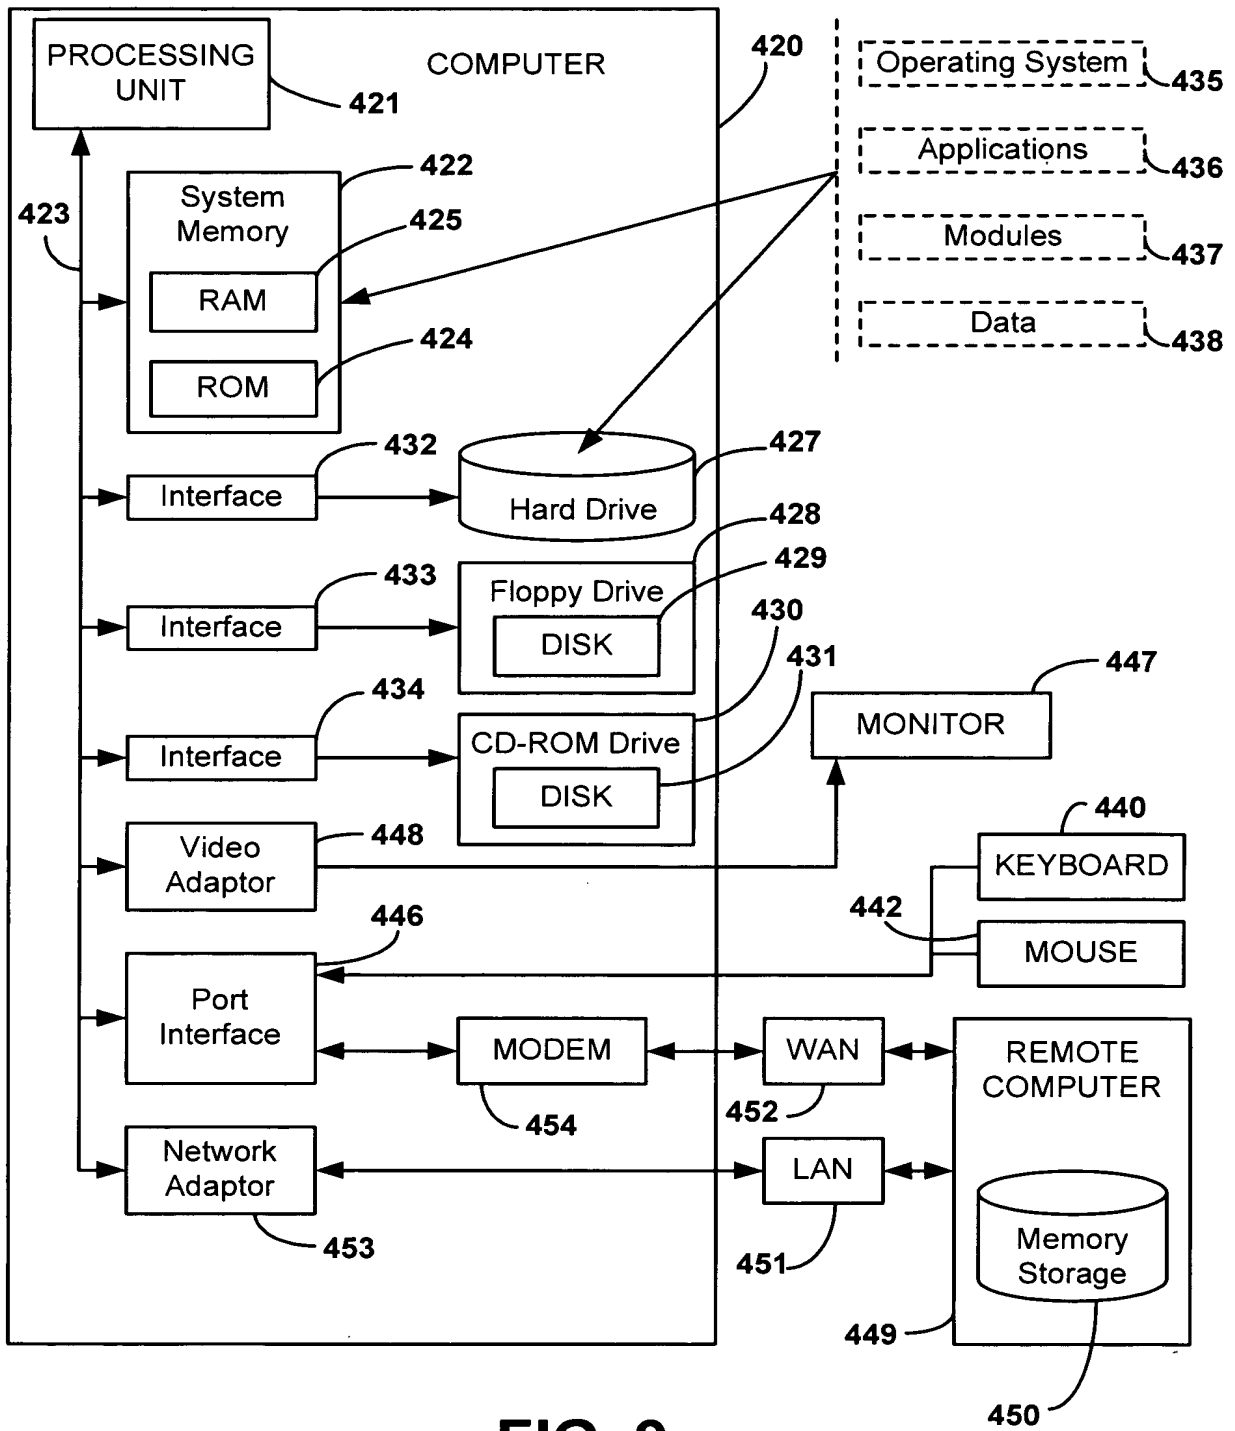 PROCESSING
UNIT
421
COMPUTER
420
Operating System
435
Applications
436
Modules
437
Data
438
423
System
Memory
422
RAM
425
ROM
424
Interface
432
Hard Drive
427
Interface
433
Floppy Drive
428
DISK
429
Interface
434
CD-ROM Drive
430
DISK
431
MONITOR
447
Video
Adaptor
448
KEYBOARD
440
MOUSE
442
Port
Interface
446
MODEM
454
WAN
452
REMOTE
COMPUTER
449
Network
Adaptor
453
LAN
451
Memory
Storage
450